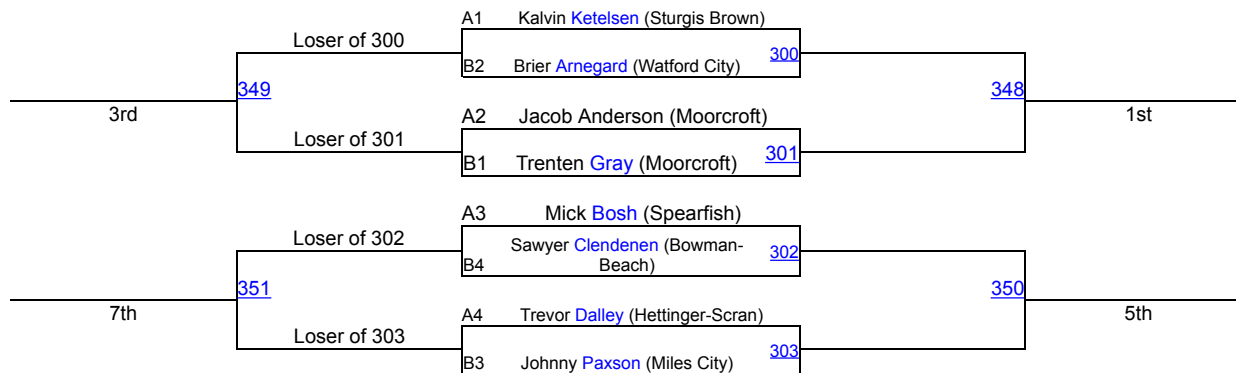 A1 Kalvin Ketelsen (Sturgis Brown)
Loser of 300
B2 Brier Arnegard (Watford City) 300
349
348
3rd
A2 Jacob Anderson (Moorcroft)
1st
Loser of 301
B1 Trenten Gray (Moorcroft) 301
A3 Mick Bosh (Spearfish)
Loser of 302
B4 Sawyer Clendenen (Bowman-
Beach) 302
351
350
7th
A4 Trevor Dalley (Hettinger-Scran)
5th
Loser of 303
B3 Johnny Paxson (Miles City) 303